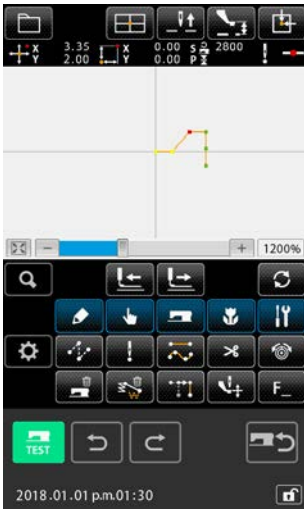 X 3.35 X 0.00 S 2800
Y 2.00 Y 0.00 P
1200%
F_
TEST
2018.01.01 p.m.01:30